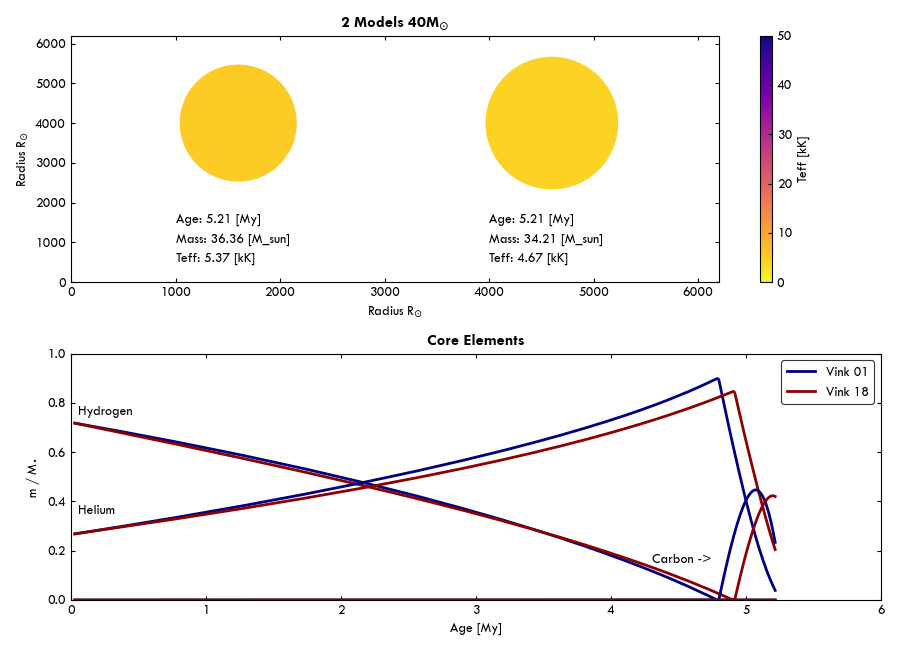 2 Models 40M☉
6000
5000
4000
3000
2000
1000
0
Radius R☉
Age: 5.21 [My]
Mass: 36.36 [M_sun]
Teff: 5.37 [kK]
Age: 5.21 [My]
Mass: 34.21 [M_sun]
Teff: 4.67 [kK]
0 1000 2000 3000 4000 5000 6000
Radius R☉
50
40
30
20
10
0
Teff [kK]
Core Elements
1.0
0.8
0.6
0.4
0.2
0.0
m / M⋆
Hydrogen
Helium
Carbon ->
Vink 01
Vink 18
0 1 2 3 4 5 6
Age [My]